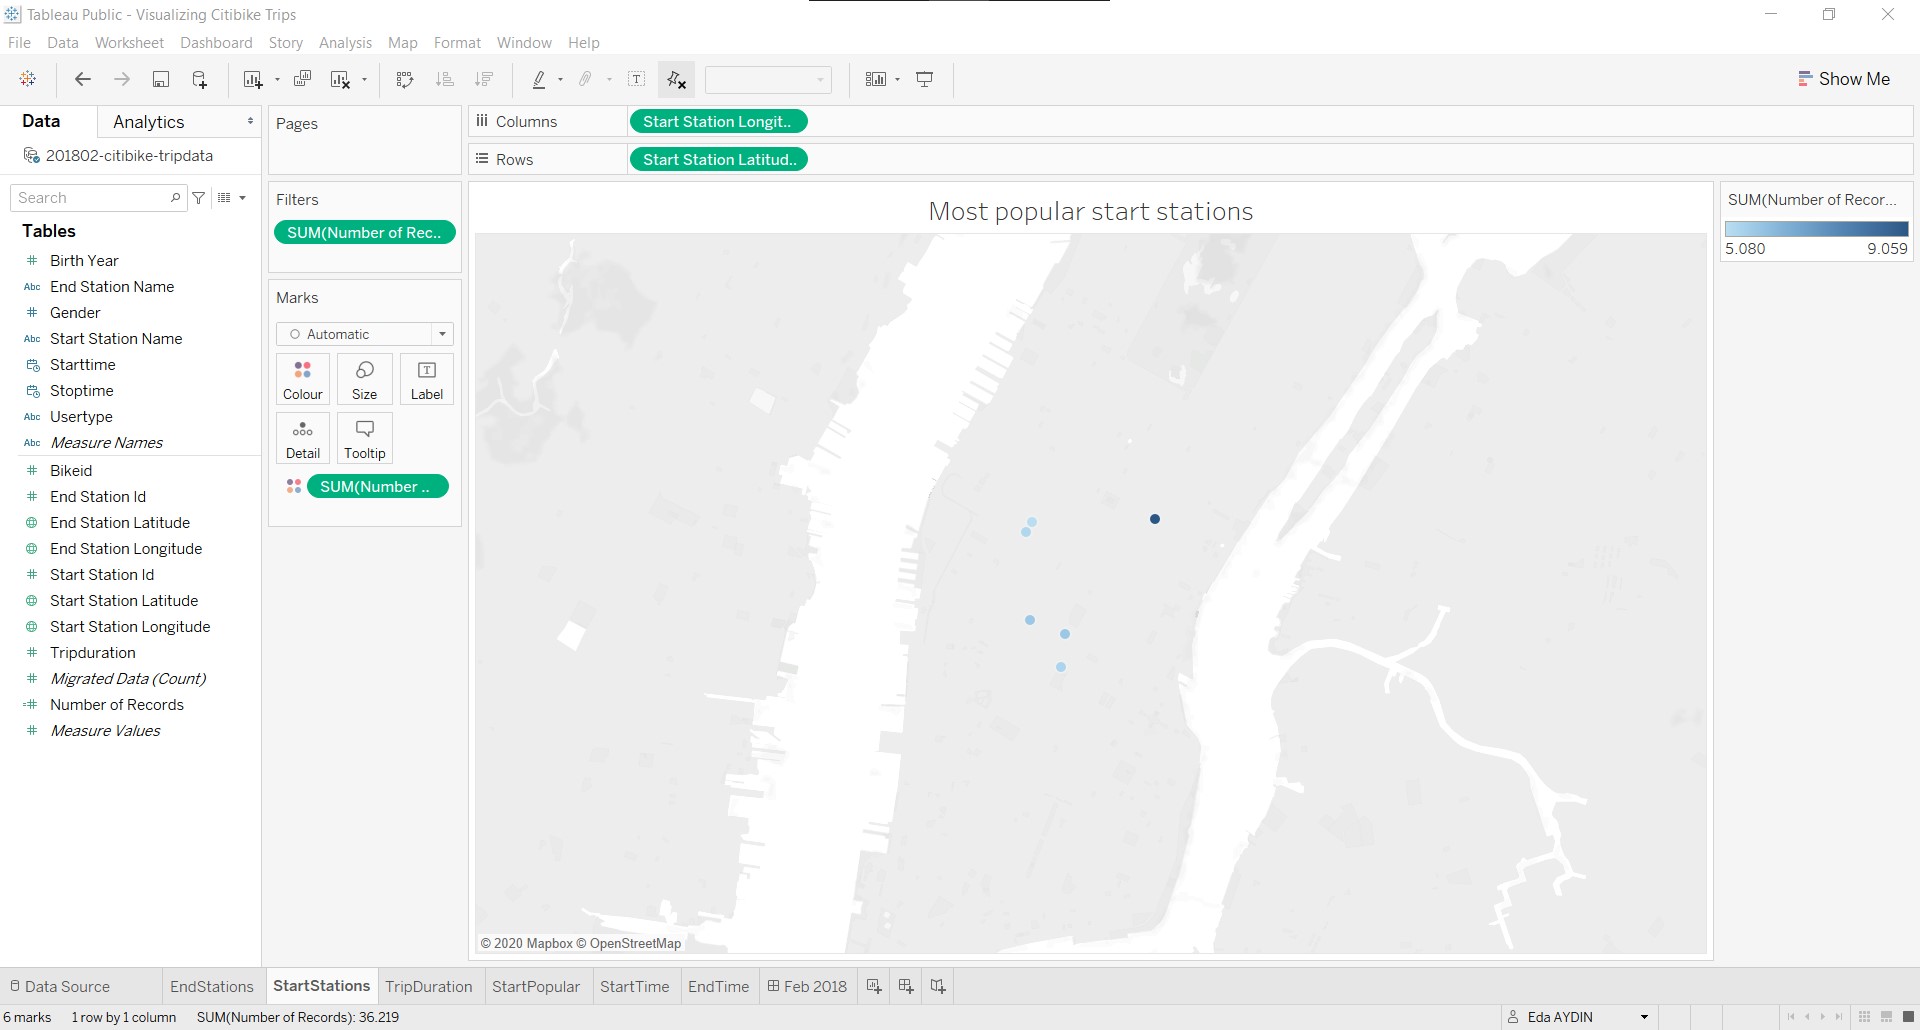 Tableau Public - Visualizing Citibike Trips
File Data Worksheet Dashboard Story Analysis Map Format Window Help
Show Me
Data Analytics
201802-citibike-tripdata
Search
Tables
# Birth Year
Abc End Station Name
# Gender
Abc Start Station Name
Starttime
Stoptime
Abc Usertype
Abc Measure Names
# Bikeid
# End Station Id
End Station Latitude
End Station Longitude
# Start Station Id
Start Station Latitude
Start Station Longitude
# Tripduration
# Migrated Data (Count)
=# Number of Records
# Measure Values
Pages
Filters
SUM(Number of Rec..
Marks
Automatic
Colour Size Label
Detail Tooltip
SUM(Number ..
Columns Start Station Longit..
Rows Start Station Latitud..
Most popular start stations
© 2020 Mapbox © OpenStreetMap
SUM(Number of Recor...
5.080 9.059
Data Source EndStations StartStations TripDuration StartPopular StartTime EndTime Feb 2018
6 marks 1 row by 1 column SUM(Number of Records): 36.219 Eda AYDIN